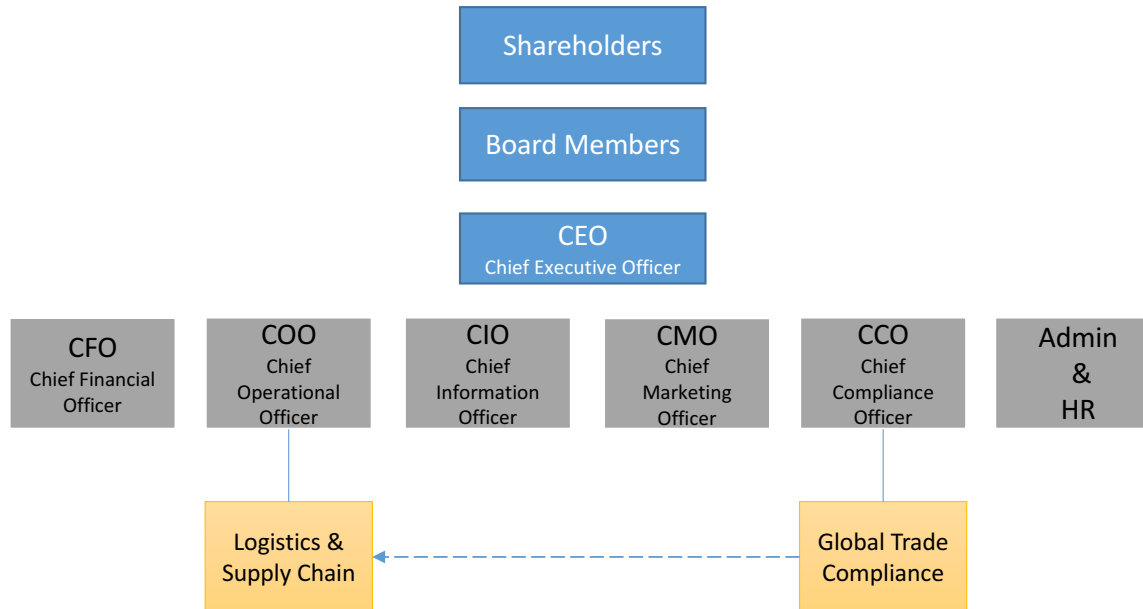 Shareholders
Board Members
CEO
Chief Executive Officer
CFO
Chief Financial
Officer
COO
Chief
Operational
Officer
CIO
Chief
Information
Officer
CMO
Chief
Marketing
Officer
CCO
Chief
Compliance
Officer
Admin
&
HR
Logistics &
Supply Chain
Global Trade
Compliance